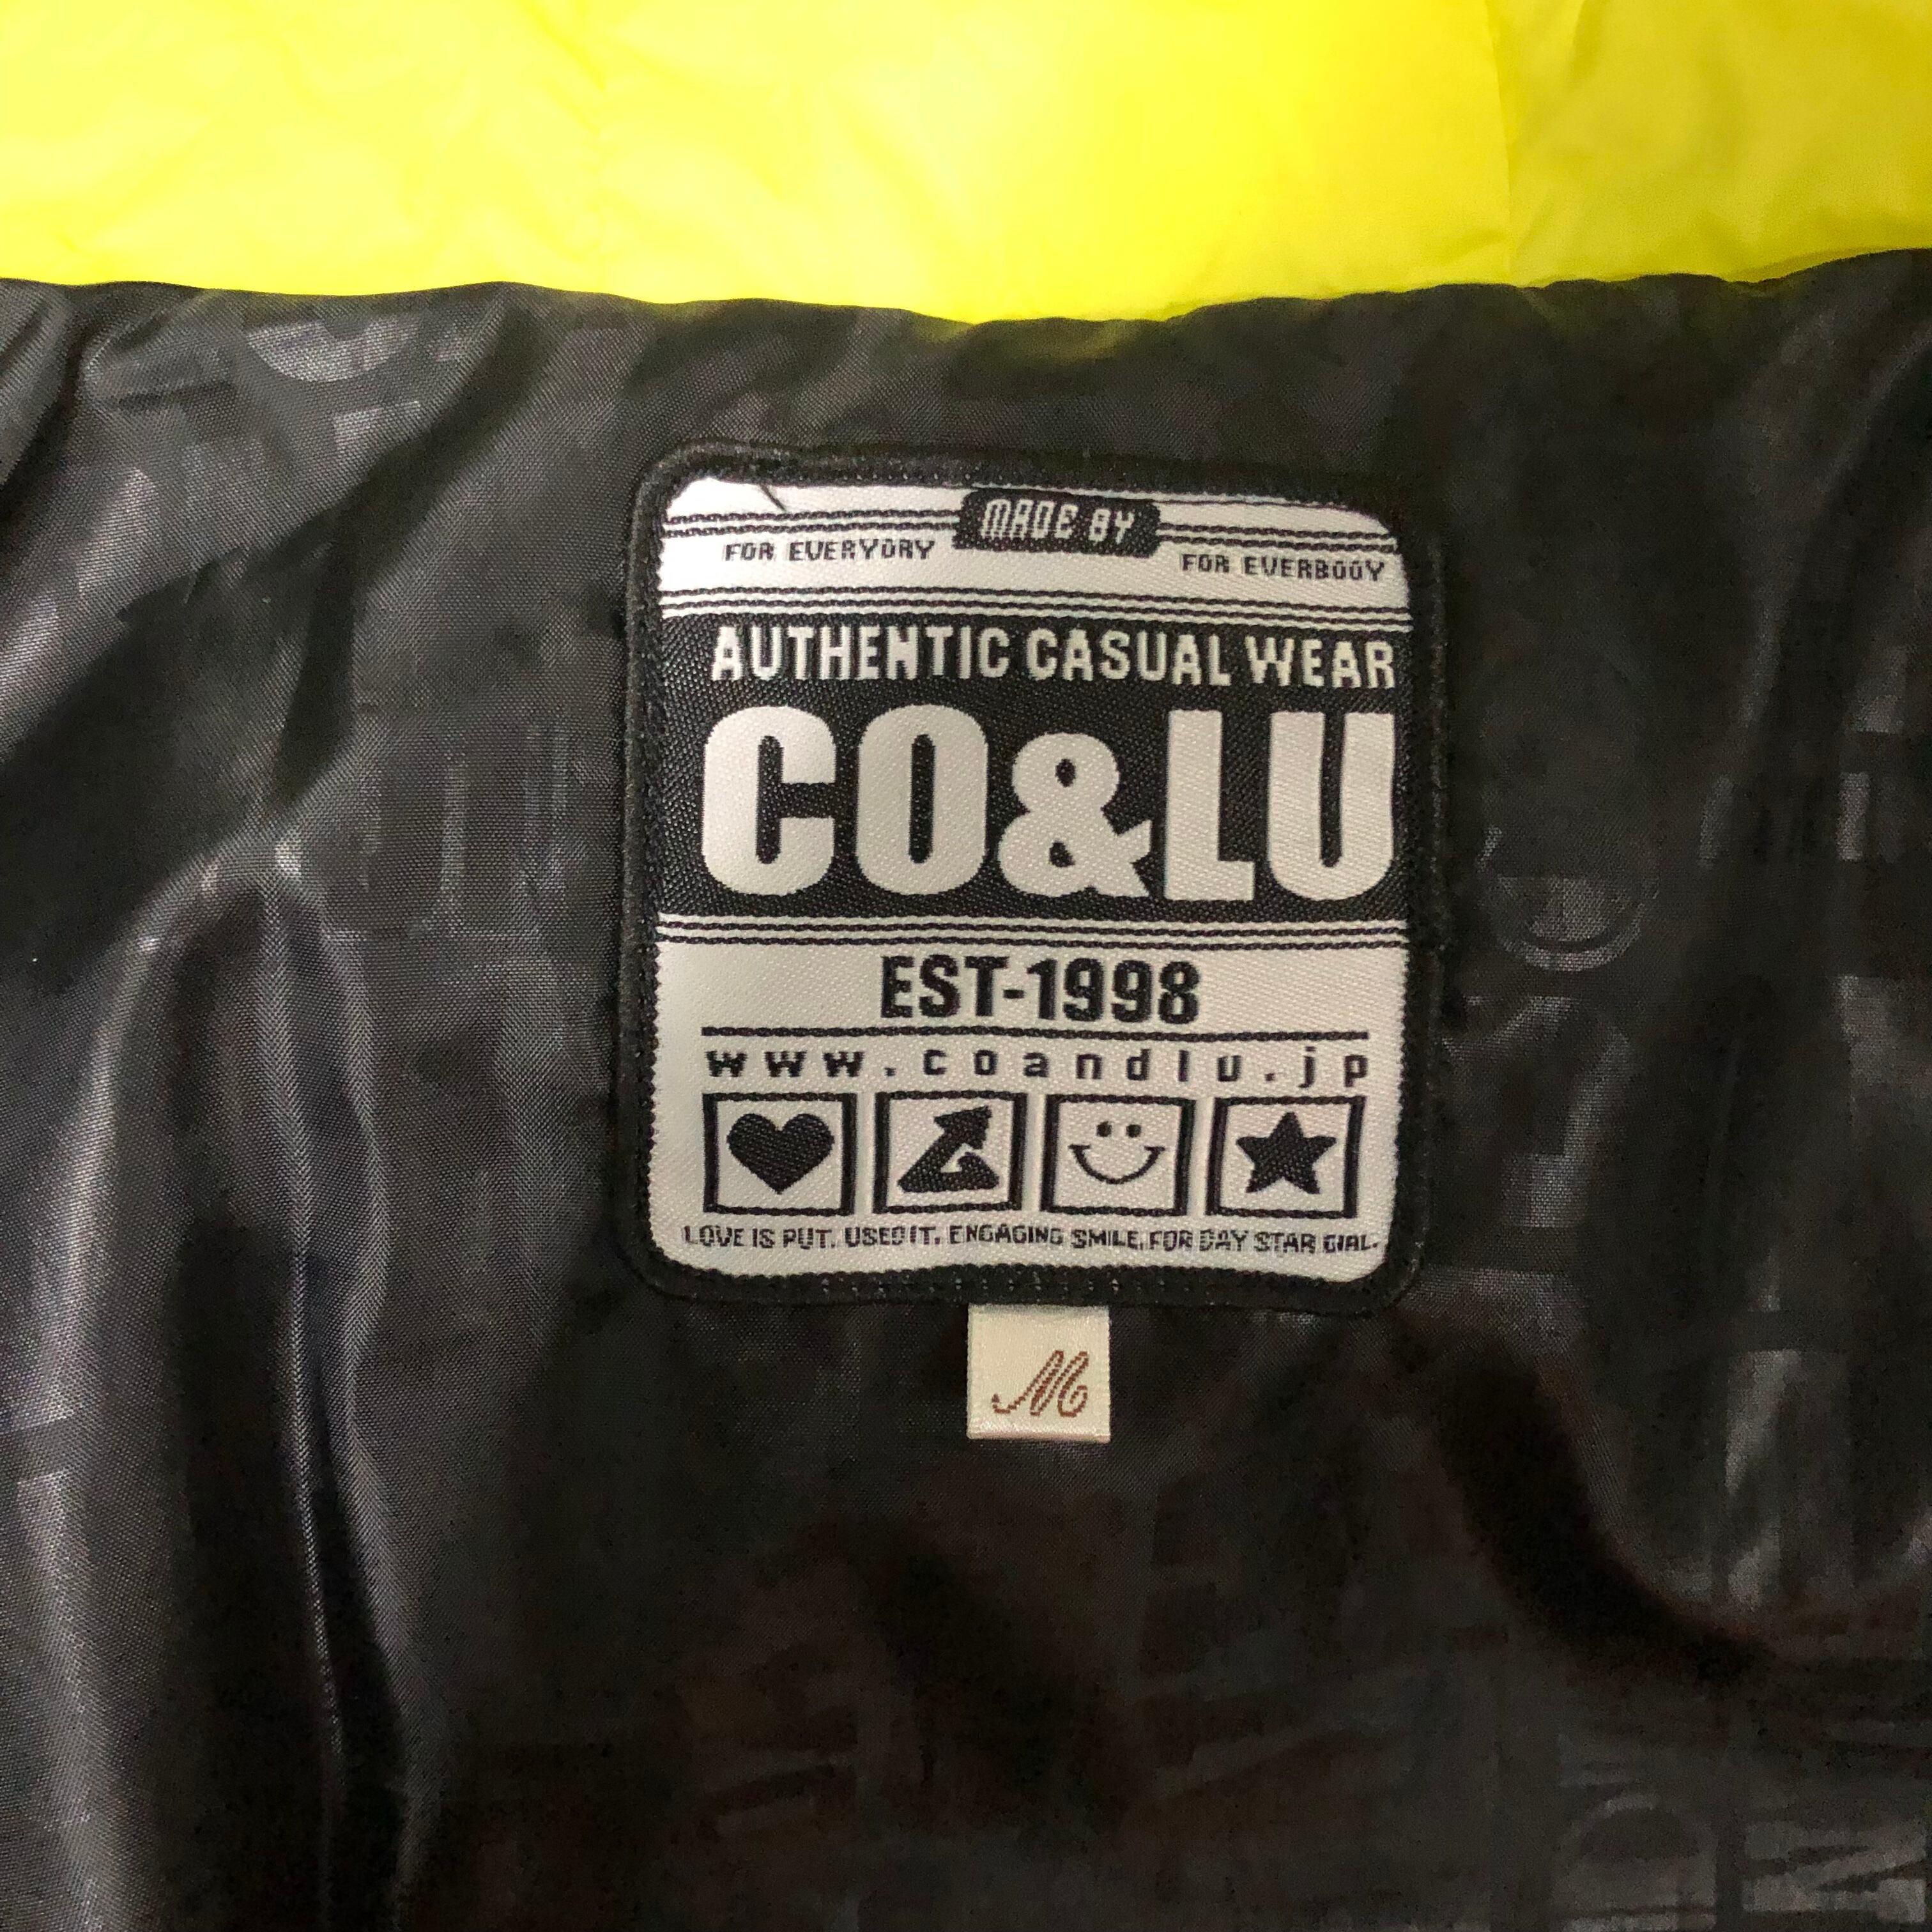 MADE BY
FOR EVERYDAY FOR EVERBODY
AUTHENTIC CASUAL WEAR
CO&LU
EST-1998
www.coandlu.jp
LOVE IS PUT. USED IT. ENGAGING SMILE. FOR DAY STAR GIRL.
M